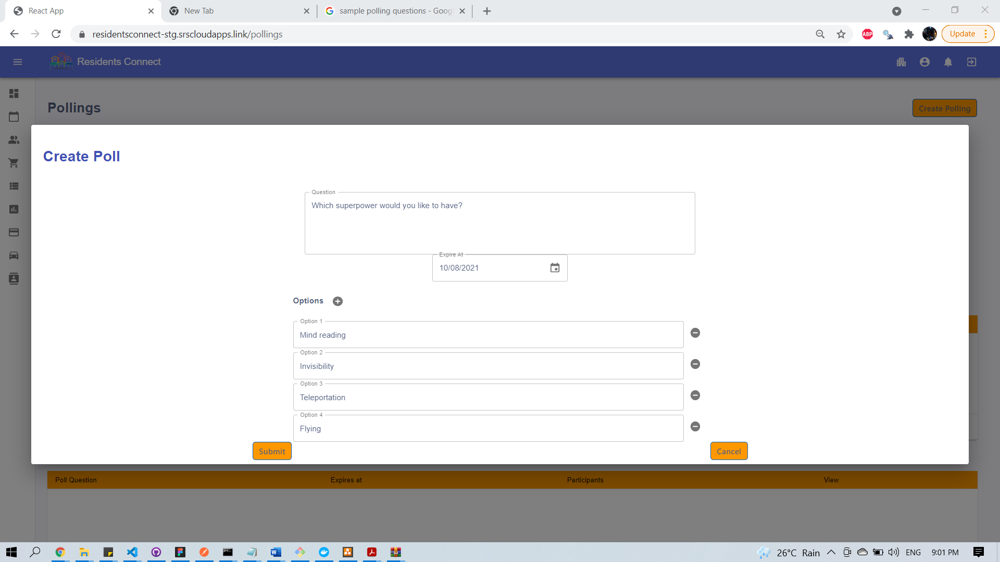 React App
New Tab
sample polling questions - Goog
residentsconnect-stg.srscloudapps.link/pollings
ABP
Update
Residents Connect
Pollings
Create Polling
Create Poll
Question
Which superpower would you like to have?
Expire At
10/08/2021
Options
Option 1
Mind reading
Option 2
Invisibility
Option 3
Teleportation
Option 4
Flying
Submit
Cancel
Poll Question
Expires at
Participants
View
26°C Rain
ENG
9:01 PM